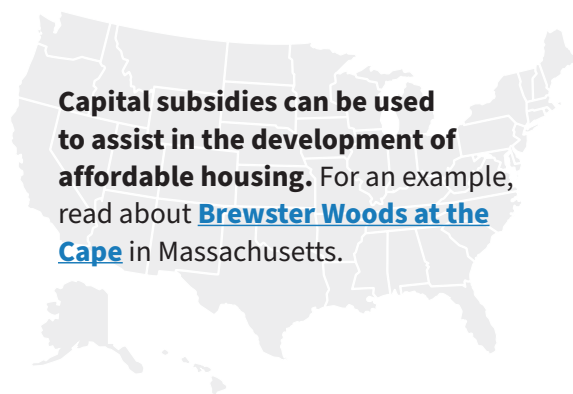 Capital subsidies can be used
to assist in the development of
affordable housing. For an example,
read about Brewster Woods at the
Cape in Massachusetts.